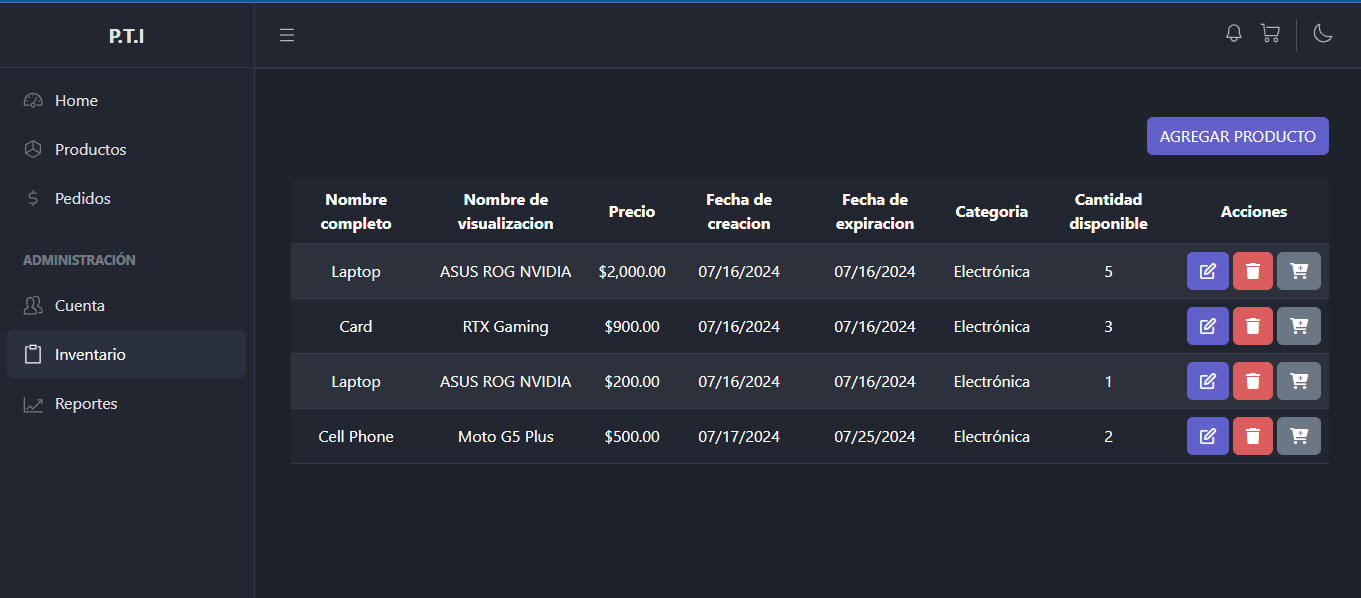 P.T.I
Home
Productos
Pedidos
ADMINISTRACIÓN
Cuenta
Inventario
Reportes
AGREGAR PRODUCTO
Nombre completo Nombre de visualizacion Precio Fecha de creacion Fecha de expiracion Categoria Cantidad disponible Acciones
Laptop ASUS ROG NVIDIA $2,000.00 07/16/2024 07/16/2024 Electrónica 5
Card RTX Gaming $900.00 07/16/2024 07/16/2024 Electrónica 3
Laptop ASUS ROG NVIDIA $200.00 07/16/2024 07/16/2024 Electrónica 1
Cell Phone Moto G5 Plus $500.00 07/17/2024 07/25/2024 Electrónica 2